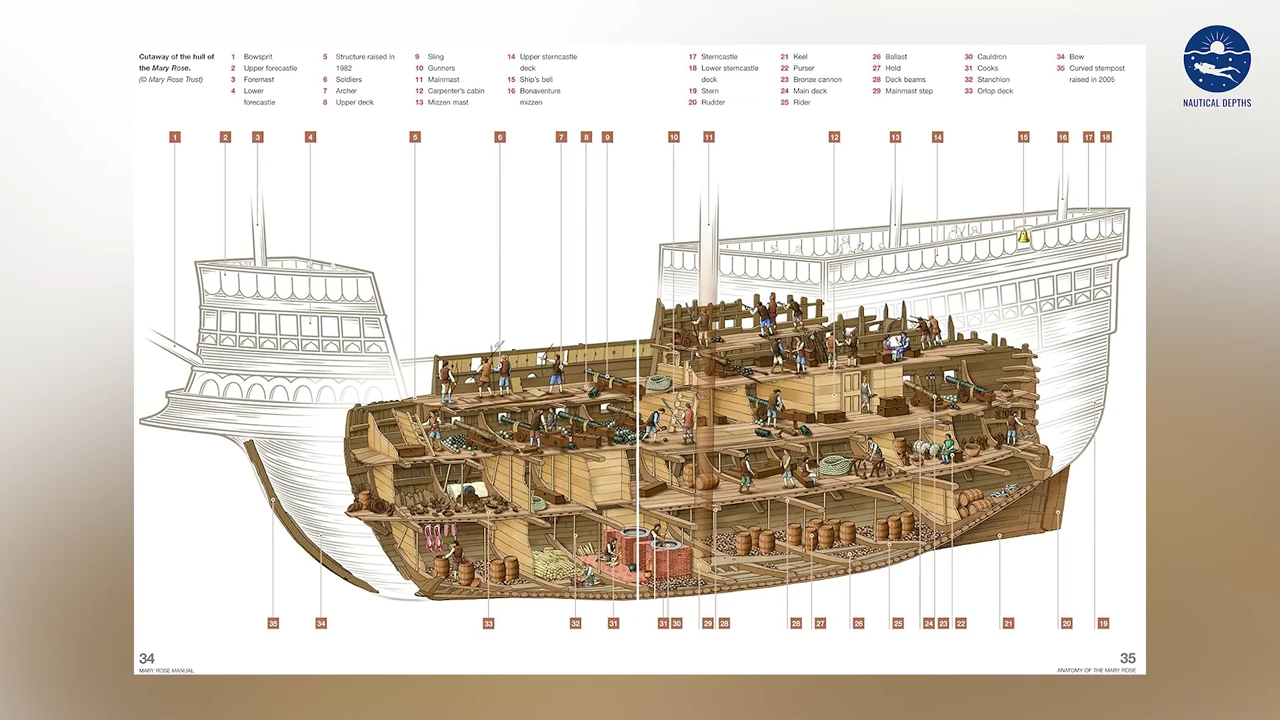 Cutaway of the hull of
the Mary Rose.
(© Mary Rose Trust)
1 Bowsprit
2 Upper forecastle
3 Foremast
4 Lower
forecastle
5 Structure raised in
1982
6 Soldiers
7 Archer
8 Upper deck
9 Sling
10 Gunners
11 Mainmast
12 Carpenter's cabin
13 Mizzen mast
14 Upper sterncastle
deck
15 Ship's bell
16 Bonaventure
mizzen
17 Sterncastle
18 Lower sterncastle
deck
19 Stern
20 Rudder
21 Keel
22 Purser
23 Bronze cannon
24 Main deck
25 Rider
26 Ballast
27 Hold
28 Deck beams
29 Mainmast step
30 Cauldron
31 Cooks
32 Stanchion
33 Orlop deck
34 Bow
35 Curved stempost
raised in 2005
NAUTICAL DEPTHS
1 2 3 4 5 6 7 8 9 10 11 12 13 14 15 16 17 18
35 34 33 32 31 31 30 29 28 28 27 26 25 24 23 22 21 20 19
34
MARY ROSE MANUAL
35
ANATOMY OF THE MARY ROSE